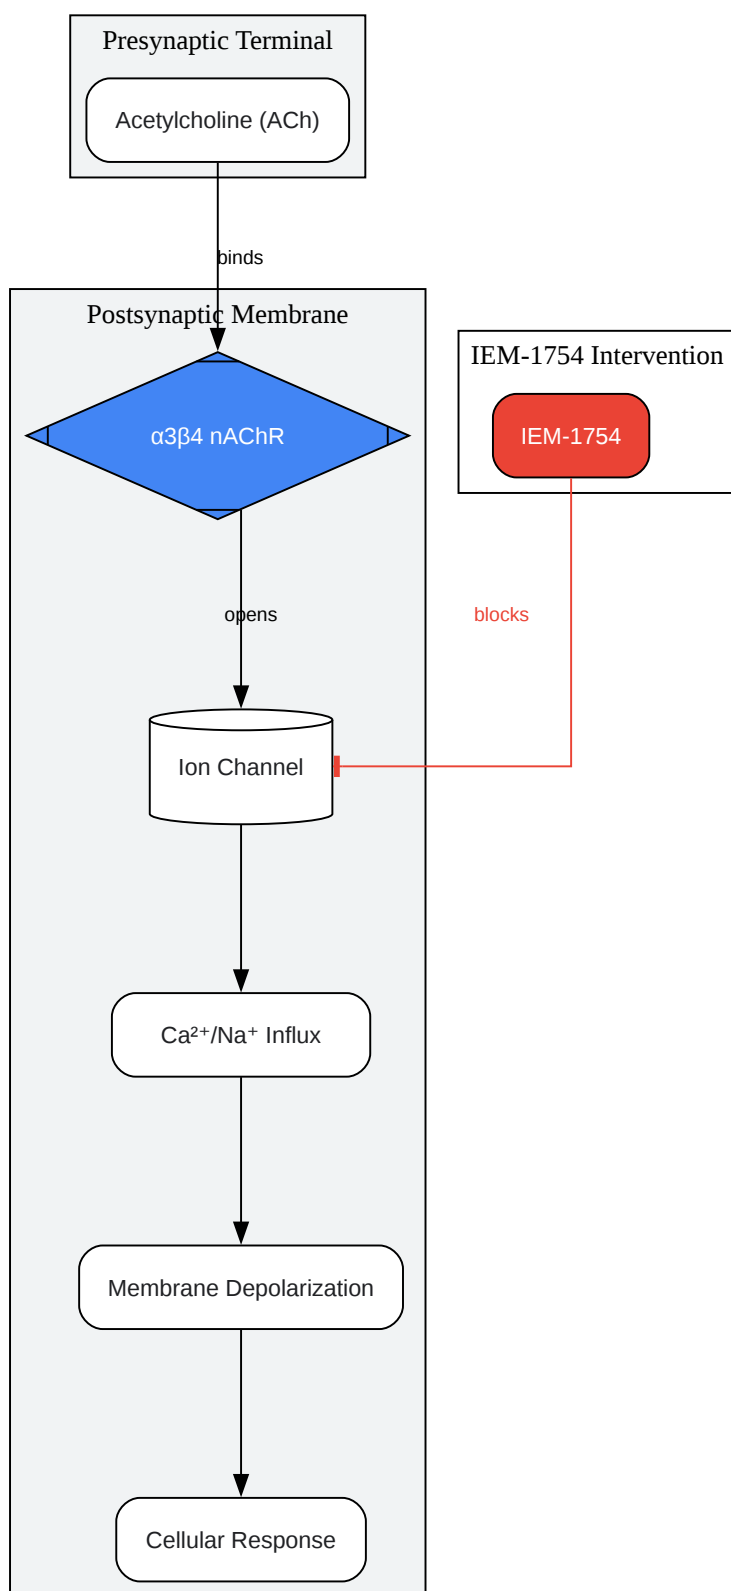 Presynaptic Terminal
Acetylcholine (ACh)
binds
Postsynaptic Membrane
IEM-1754 Intervention
α3β4 nAChR
IEM-1754
opens
blocks
Ion Channel
Ca²⁺/Na⁺ Influx
Membrane Depolarization
Cellular Response